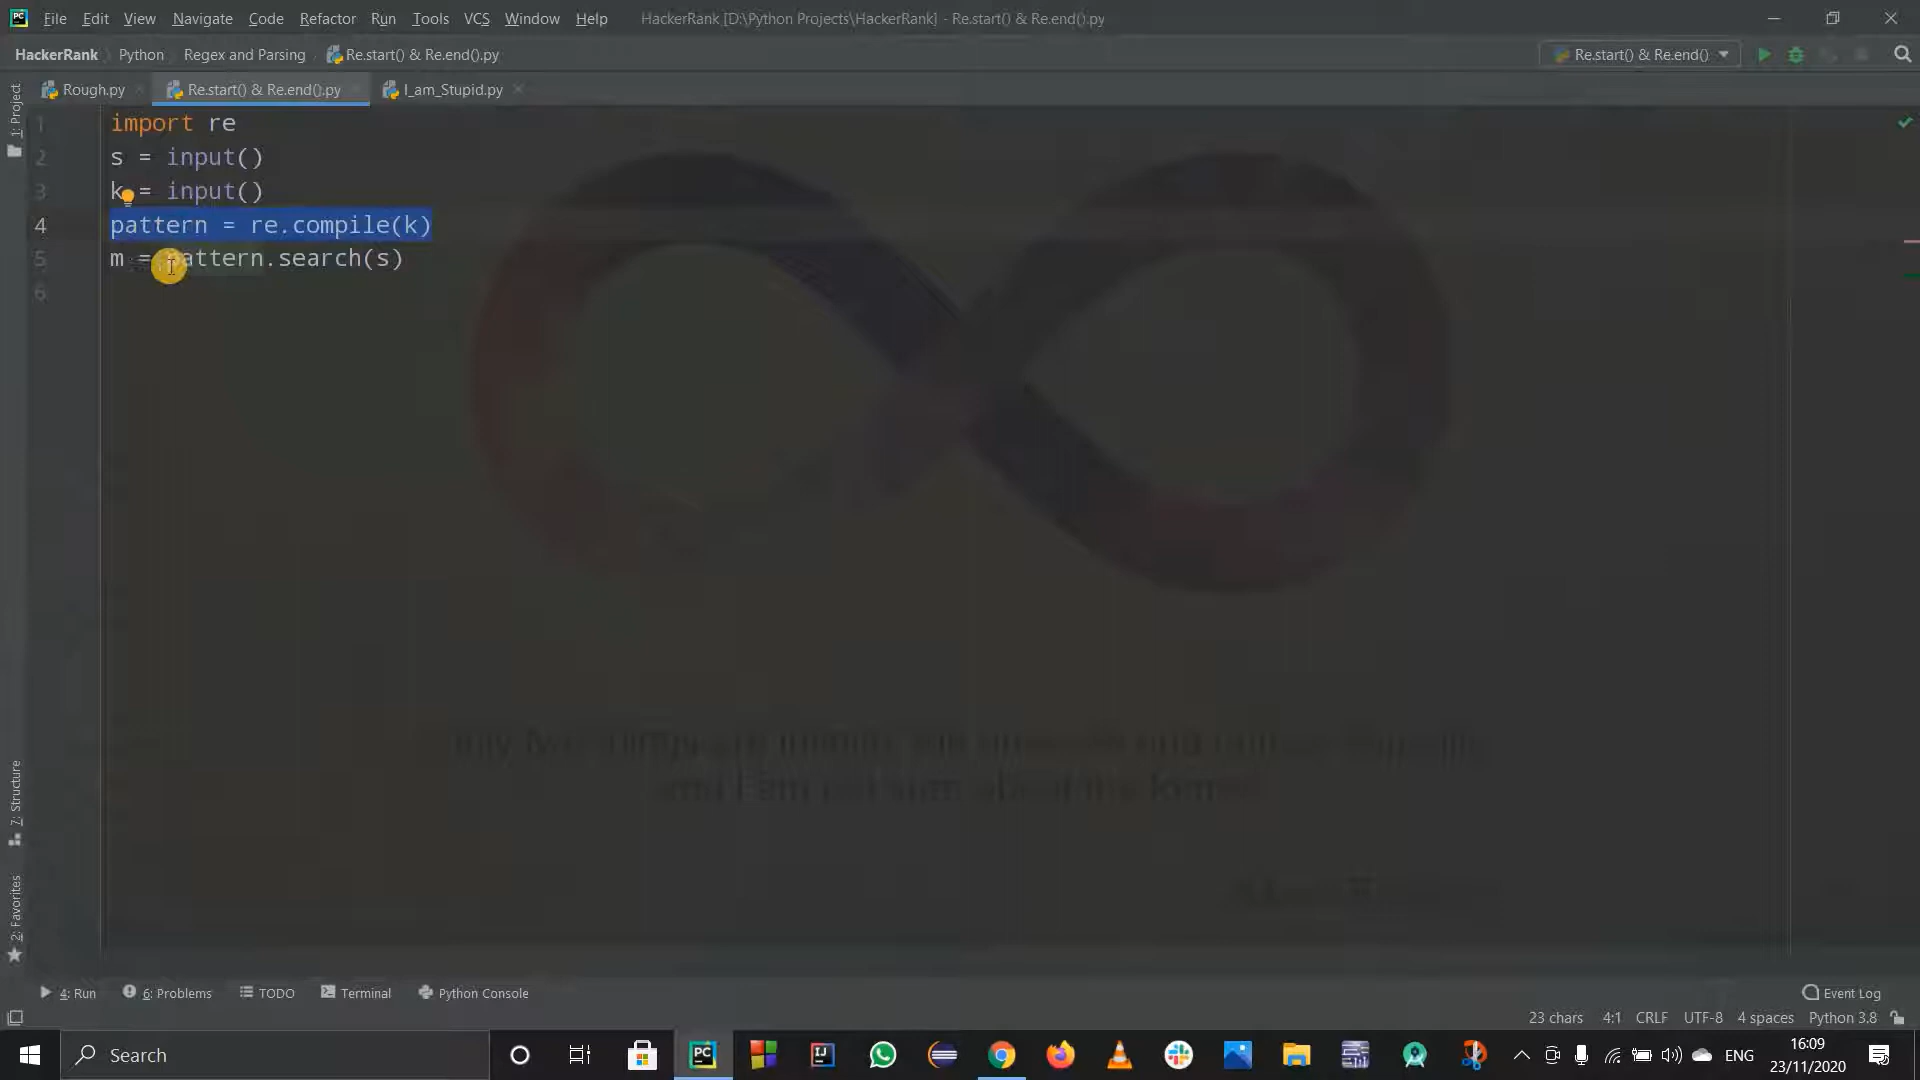 File Edit View Navigate Code Refactor Run Tools VCS Window Help HackerRank [D:\Python Projects\HackerRank] - Re.start() & Re.end().py
HackerRank Python Regex and Parsing Re.start() & Re.end().py Re.start() & Re.end()
Rough.py Re.start() & Re.end().py I_am_Stupid.py
1: Project
1 import re
2 s = input()
3 k = input()
4 pattern = re.compile(k)
5 m = pattern.search(s)
6
7: Structure
2: Favorites
4: Run 6: Problems TODO Terminal Python Console Event Log
23 chars 4:1 CRLF UTF-8 4 spaces Python 3.8
Search ENG 16:09
23/11/2020